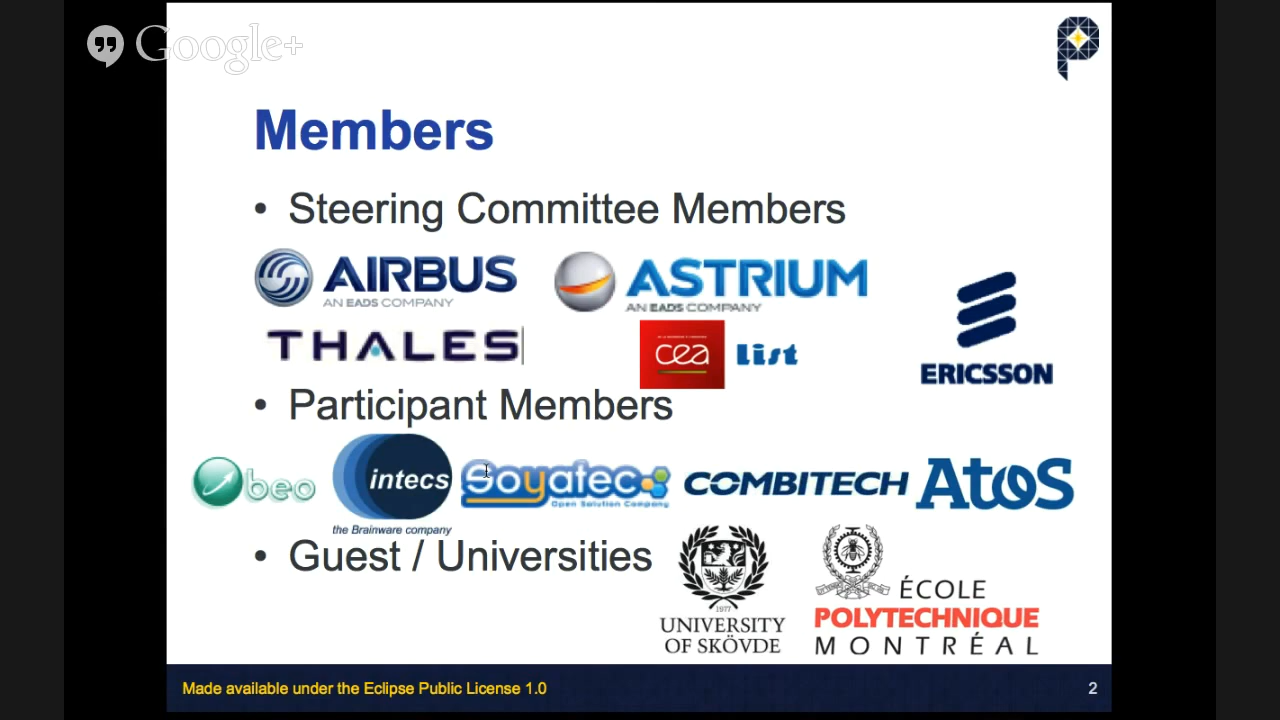 Google+
Members
• Steering Committee Members
AIRBUS
AN EADS COMPANY
ASTRIUM
AN EADS COMPANY
THALES
cea list
ERICSSON
• Participant Members
beo
intecs
the Brainware company
Soyatec
Open Solution Company
COMBITECH
Atos
• Guest / Universities
1977
UNIVERSITY
OF SKÖVDE
ÉCOLE
POLYTECHNIQUE
MONTRÉAL
Made available under the Eclipse Public License 1.0
2